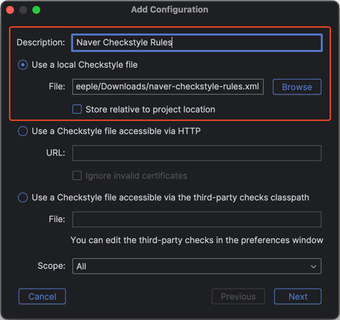 Add Configuration
Description: Naver Checkstyle Rules
Use a local Checkstyle file
File: eeple/Downloads/naver-checkstyle-rules.xml Browse
Store relative to project location
Use a Checkstyle file accessible via HTTP
URL:
Ignore invalid certificates
Use a Checkstyle file accessible via the third-party checks classpath
File:
You can edit the third-party checks in the preferences window
Scope: All
Cancel Previous Next